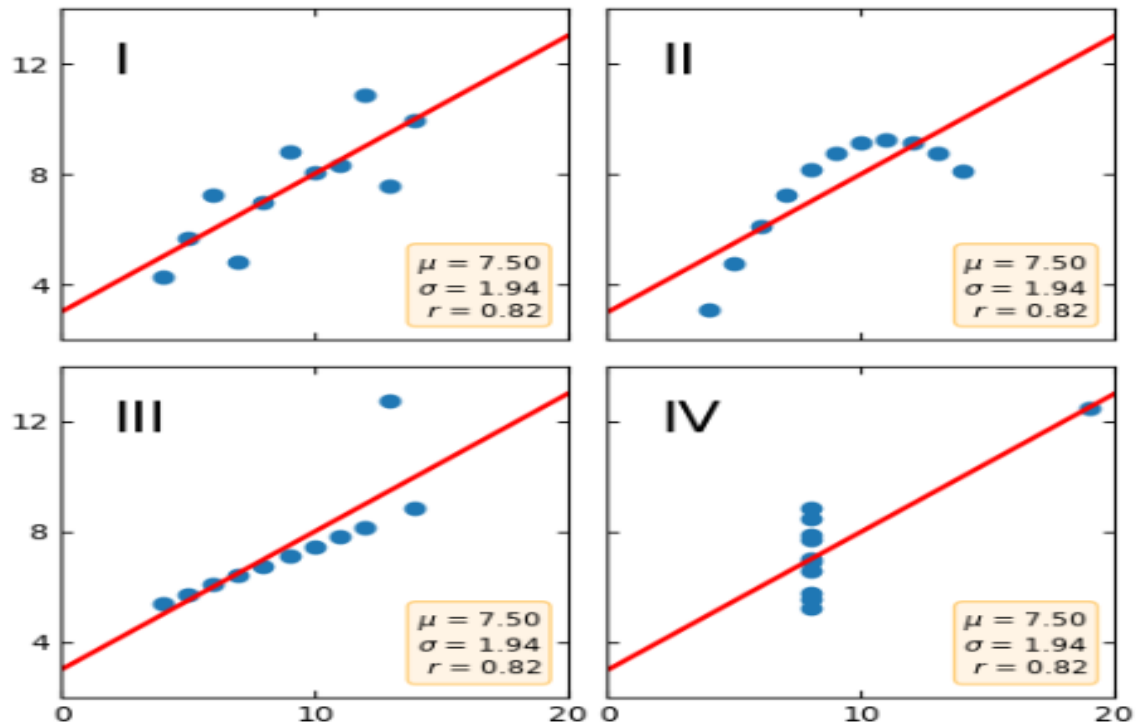 I
12
8
4
μ = 7.50
σ = 1.94
r = 0.82
II
μ = 7.50
σ = 1.94
r = 0.82
III
12
8
4
0
10
20
μ = 7.50
σ = 1.94
r = 0.82
IV
0
10
20
μ = 7.50
σ = 1.94
r = 0.82